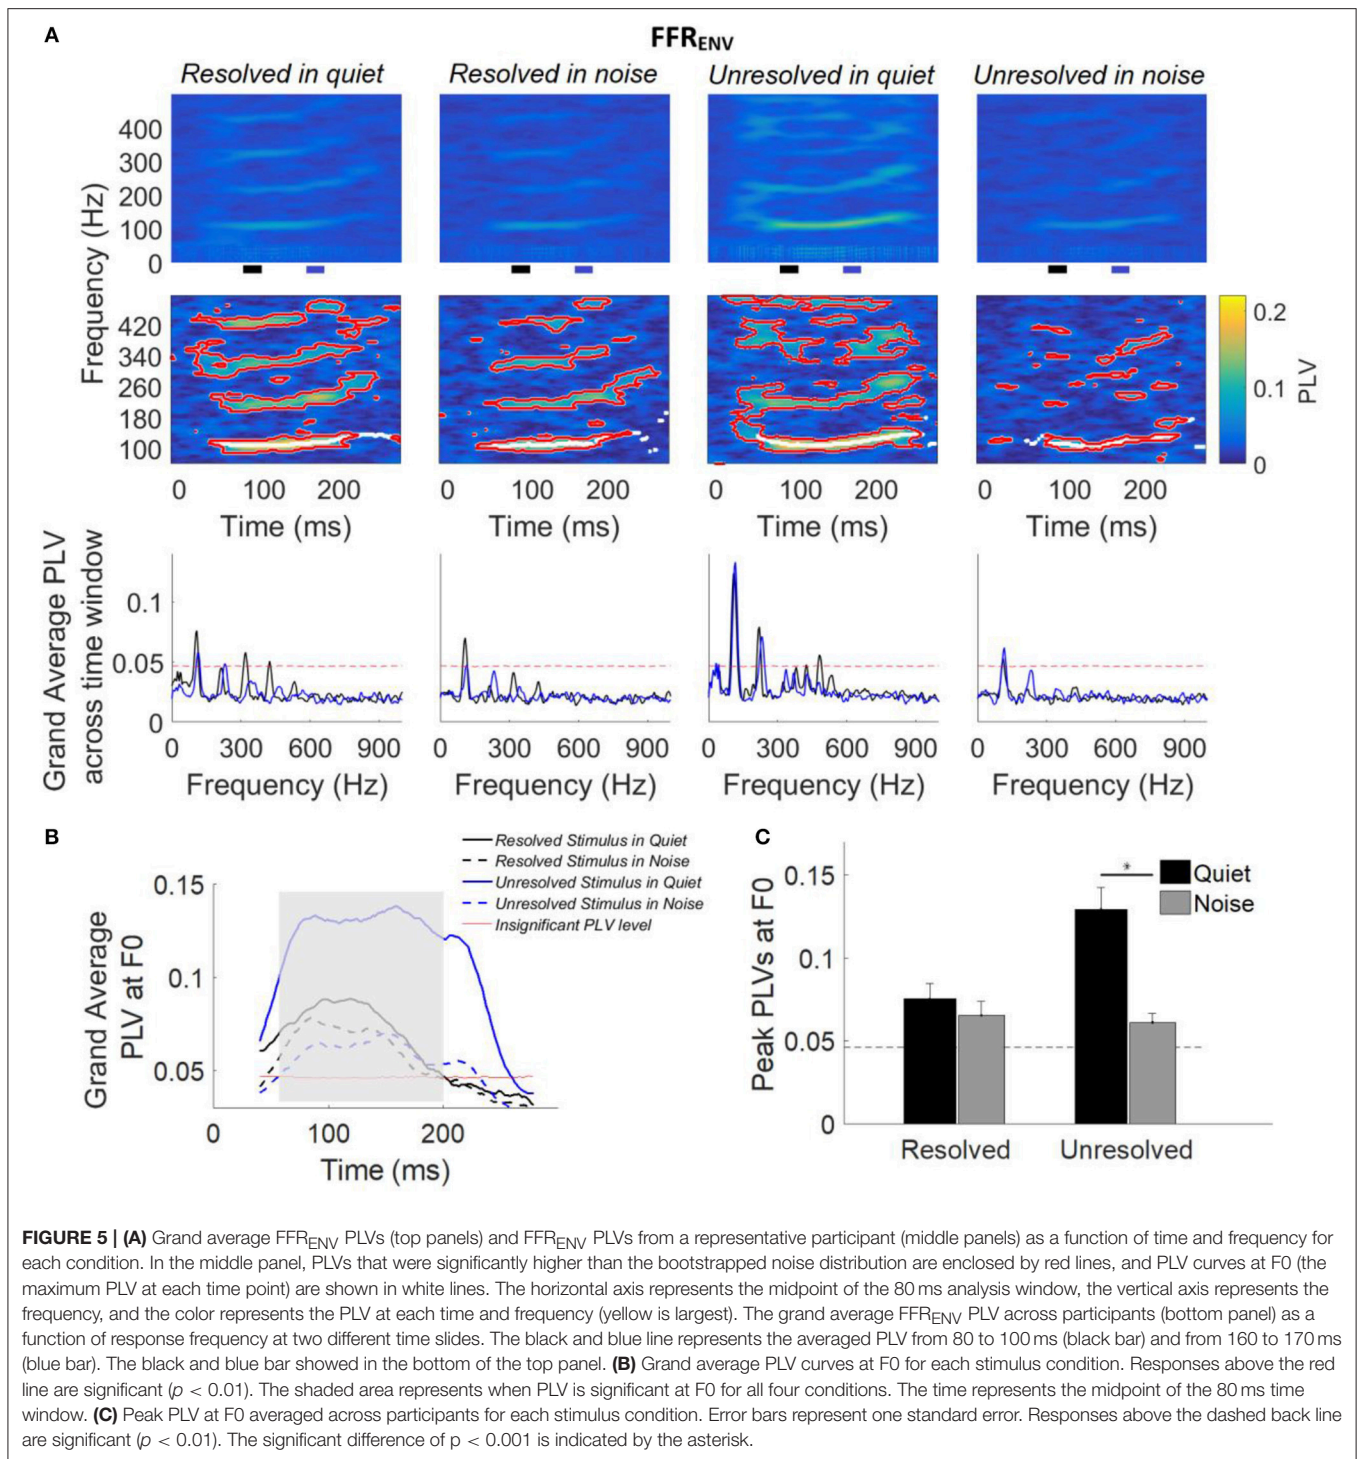 A
FFRENV
Resolved in quiet Resolved in noise Unresolved in quiet Unresolved in noise
Frequency (Hz)
400
300
200
100
0
420
340
260
180
100
0.2
0.1
0
PLV
0 100 200 0 100 200 0 100 200 0 100 200
Time (ms) Time (ms) Time (ms) Time (ms)
Grand Average PLV
across time window
0.1
0.05
0
0 300 600 900 0 300 600 900 0 300 600 900 0 300 600 900
Frequency (Hz) Frequency (Hz) Frequency (Hz) Frequency (Hz)
B
Resolved Stimulus in Quiet
Resolved Stimulus in Noise
Unresolved Stimulus in Quiet
Unresolved Stimulus in Noise
Insignificant PLV level
Grand Average
PLV at F0
0.15
0.1
0.05
0 100 200
Time (ms)
C
*
Quiet
Noise
Peak PLVs at F0
0.15
0.1
0.05
0
Resolved Unresolved
FIGURE 5 | (A) Grand average FFRENV PLVs (top panels) and FFRENV PLVs from a representative participant (middle panels) as a function of time and frequency for
each condition. In the middle panel, PLVs that were significantly higher than the bootstrapped noise distribution are enclosed by red lines, and PLV curves at F0 (the
maximum PLV at each time point) are shown in white lines. The horizontal axis represents the midpoint of the 80 ms analysis window, the vertical axis represents the
frequency, and the color represents the PLV at each time and frequency (yellow is largest). The grand average FFRENV PLV across participants (bottom panel) as a
function of response frequency at two different time slides. The black and blue line represents the averaged PLV from 80 to 100 ms (black bar) and from 160 to 170 ms
(blue bar). The black and blue bar showed in the bottom of the top panel. (B) Grand average PLV curves at F0 for each stimulus condition. Responses above the red
line are significant (p < 0.01). The shaded area represents when PLV is significant at F0 for all four conditions. The time represents the midpoint of the 80 ms time
window. (C) Peak PLV at F0 averaged across participants for each stimulus condition. Error bars represent one standard error. Responses above the dashed back line
are significant (p < 0.01). The significant difference of p < 0.001 is indicated by the asterisk.